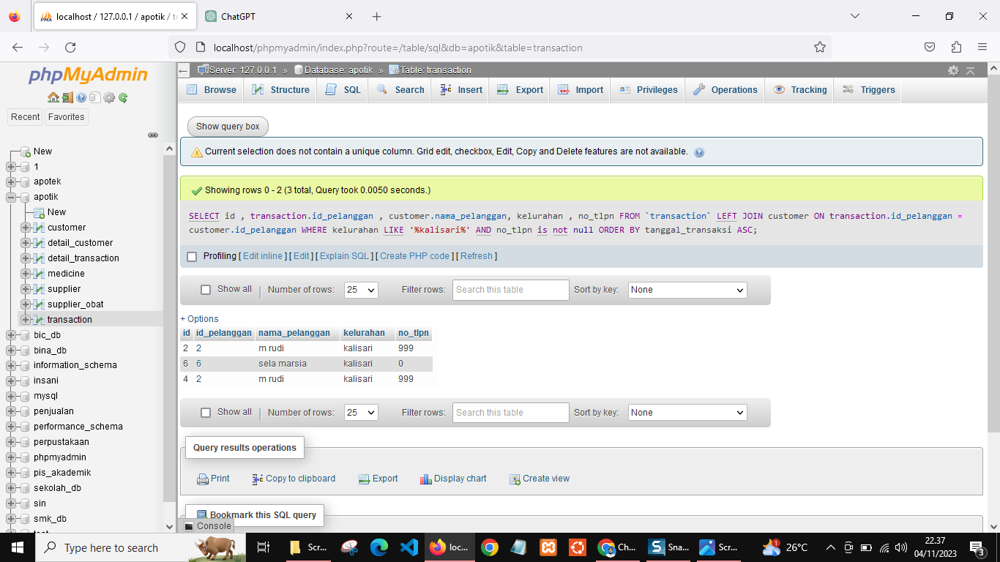 localhost / 127.0.0.1 / apotik / tr
ChatGPT
localhost/phpmyadmin/index.php?route=/table/sql&db=apotik&table=transaction
phpMyAdmin
Recent Favorites
New
1
apotek
apotik
New
customer
detail_customer
detail_transaction
medicine
supplier
supplier_obat
transaction
bic_db
bina_db
information_schema
insani
mysql
penjualan
performance_schema
perpustakaan
phpmyadmin
pis_akademik
sekolah_db
sin
smk_db
Server: 127.0.0.1 » Database: apotik » Table: transaction
Browse Structure SQL Search Insert Export Import Privileges Operations Tracking Triggers
Show query box
Current selection does not contain a unique column. Grid edit, checkbox, Edit, Copy and Delete features are not available.
Showing rows 0 - 2 (3 total, Query took 0.0050 seconds.)
SELECT id , transaction.id_pelanggan , customer.nama_pelanggan, kelurahan , no_tlpn FROM `transaction` LEFT JOIN customer ON transaction.id_pelanggan =
customer.id_pelanggan WHERE kelurahan LIKE '%kalisari%' AND no_tlpn is not null ORDER BY tanggal_transaksi ASC;
Profiling [ Edit inline ] [ Edit ] [ Explain SQL ] [ Create PHP code ] [ Refresh ]
Show all Number of rows: 25 Filter rows: Search this table Sort by key: None
+ Options
id id_pelanggan nama_pelanggan kelurahan no_tlpn
2 2 m rudi kalisari 999
6 6 sela marsia kalisari 0
4 2 m rudi kalisari 999
Show all Number of rows: 25 Filter rows: Search this table Sort by key: None
Query results operations
Print Copy to clipboard Export Display chart Create view
Bookmark this SQL query
Console
Type here to search
Scr...
loc...
Ch...
Sna...
Scr...
1
26°C
22.37
04/11/2023
3